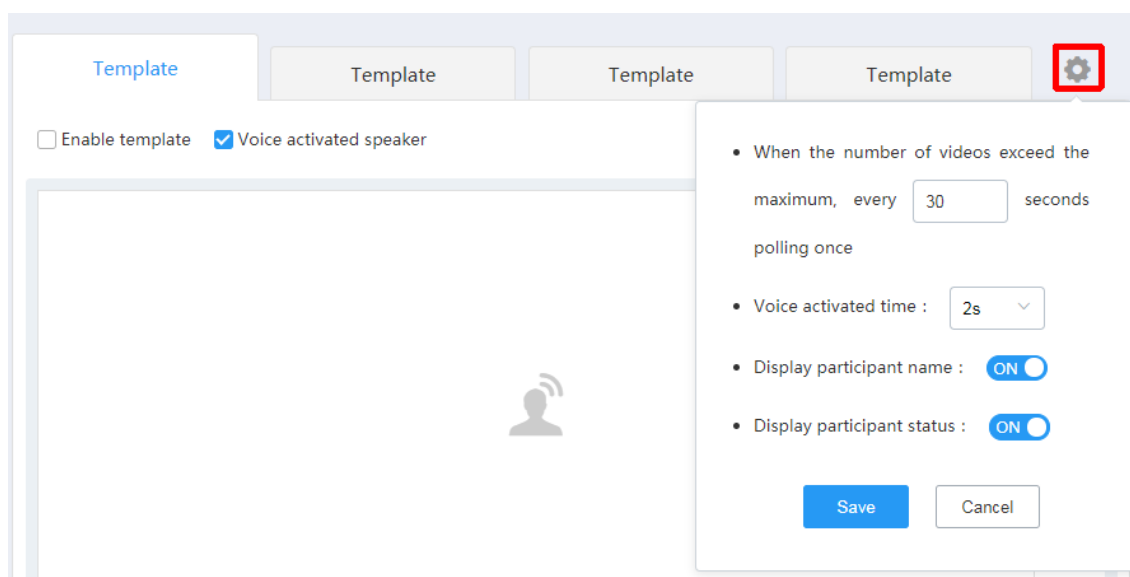 Template
Template
Template
Template
Enable template
Voice activated speaker
• When the number of videos exceed the
maximum, every 30 seconds
polling once
• Voice activated time : 2s
• Display participant name : ON
• Display participant status : ON
Save
Cancel